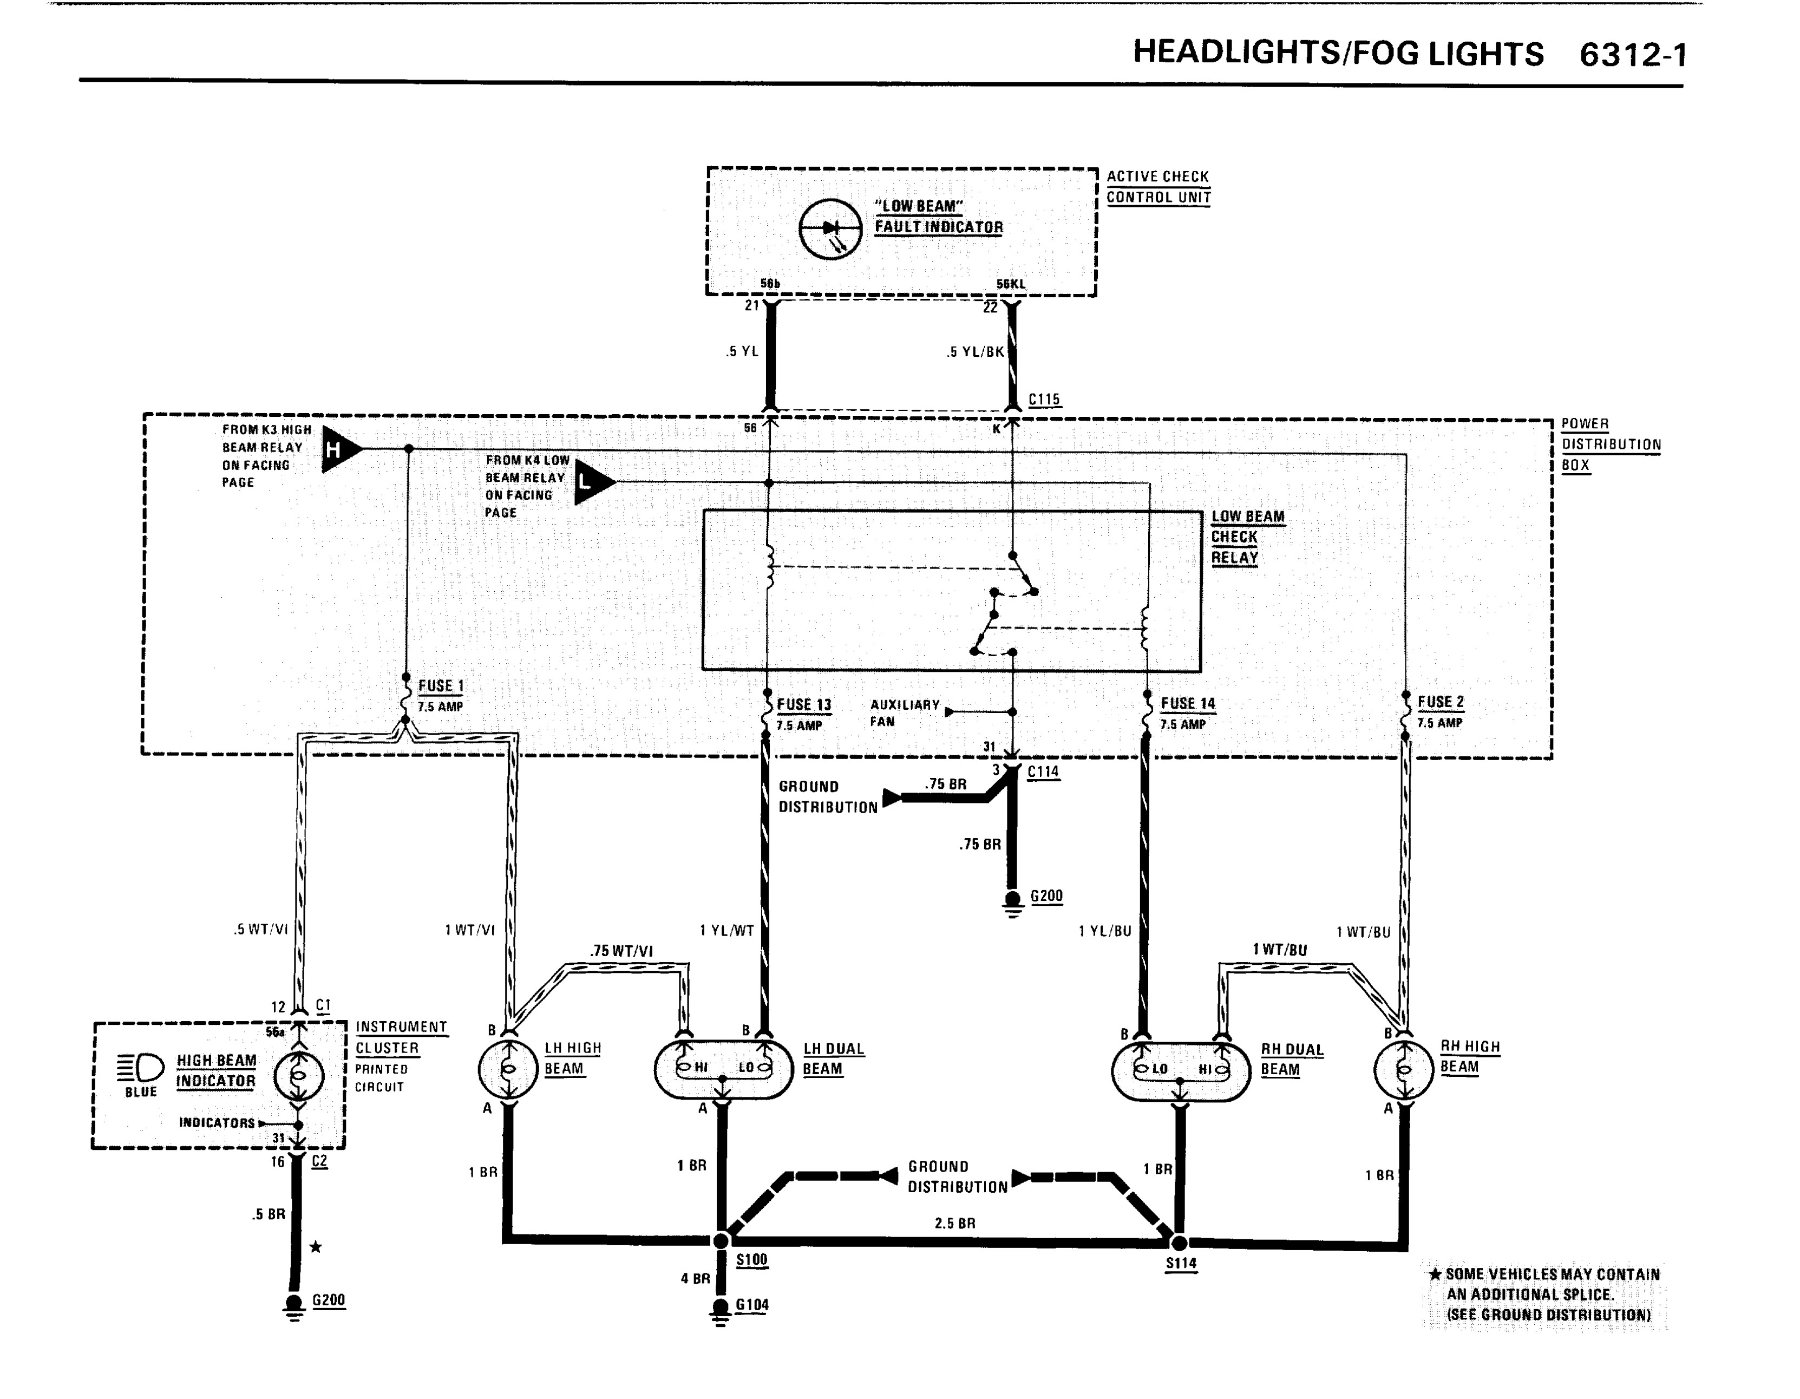 HEADLIGHTS/FOG LIGHTS 6312-1
ACTIVE CHECK
CONTROL UNIT
"LOW BEAM"
FAULT INDICATOR
56b
56KL
21
22
.5 YL
.5 YL/BK
C115
56
K
POWER
DISTRIBUTION
BOX
FROM K3 HIGH
BEAM RELAY
ON FACING
PAGE
H
FROM K4 LOW
BEAM RELAY
ON FACING
PAGE
L
LOW BEAM
CHECK
RELAY
FUSE 1
7.5 AMP
FUSE 13
7.5 AMP
AUXILIARY
FAN
FUSE 14
7.5 AMP
FUSE 2
7.5 AMP
31
3
C114
GROUND
DISTRIBUTION
.75 BR
.75 BR
G200
.5 WT/VI
1 WT/VI
.75 WT/VI
1 YL/WT
1 YL/BU
1 WT/BU
1 WT/BU
12
C1
56a
INSTRUMENT
CLUSTER
PRINTED
CIRCUIT
HIGH BEAM
INDICATOR
BLUE
INDICATORS
31
16
C2
B
LH HIGH
BEAM
A
B
HI
LO
LH DUAL
BEAM
A
B
LO
HI
RH DUAL
BEAM
B
RH HIGH
BEAM
A
.5 BR
★
G200
1 BR
1 BR
GROUND
DISTRIBUTION
1 BR
1 BR
2.5 BR
S100
S114
4 BR
G104
★ SOME VEHICLES MAY CONTAIN
AN ADDITIONAL SPLICE.
(SEE GROUND DISTRIBUTION)